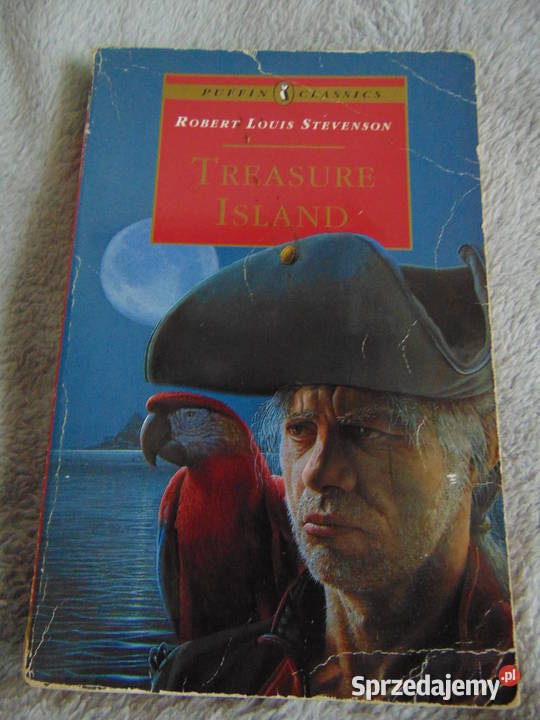 PUFFIN CLASSICS
ROBERT LOUIS STEVENSON
TREASURE
ISLAND
Sprzedajemy.pl